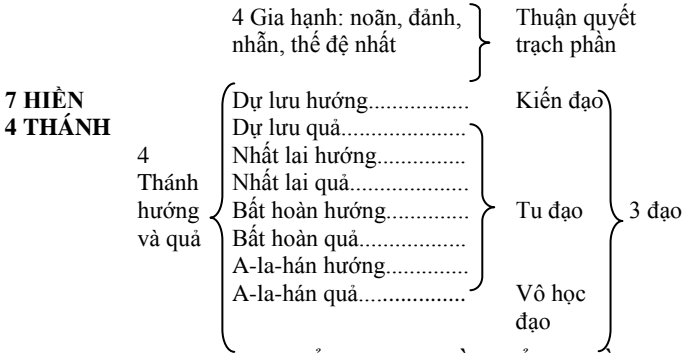 4 Gia hạnh: noãn, đảnh, Thuận quyết
nhẫn, thế đệ nhất trạch phần
7 HIỀN Dự lưu hướng................. Kiến đạo
4 THÁNH Dự lưu quả.....................
4 Nhất lai hướng...............
Thánh Nhất lai quả....................
hướng Bất hoàn hướng.............. Tu đạo 3 đạo
và quả Bất hoàn quả...................
A-la-hán hướng..............
A-la-hán quả.................. Vô học
đạo